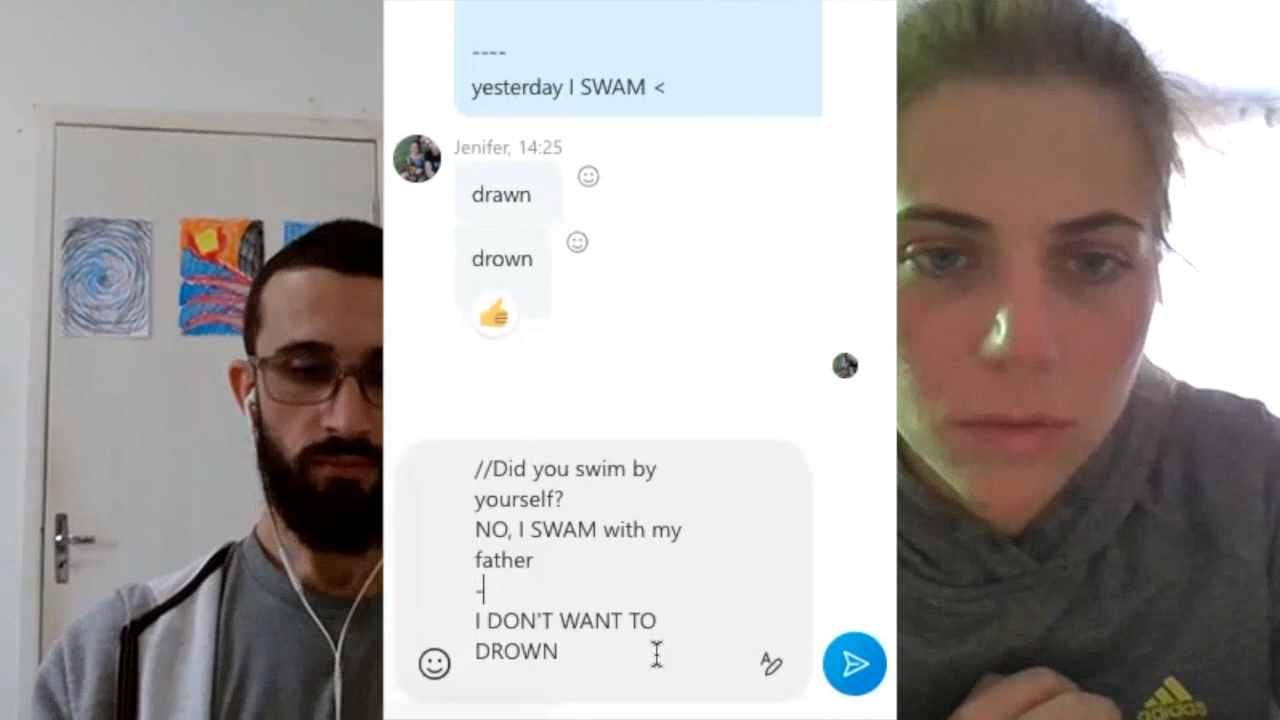 ----
yesterday I SWAM <
Jenifer, 14:25
drawn
drown
//Did you swim by
yourself?
NO, I SWAM with my
father
-
I DON'T WANT TO
DROWN
adidas